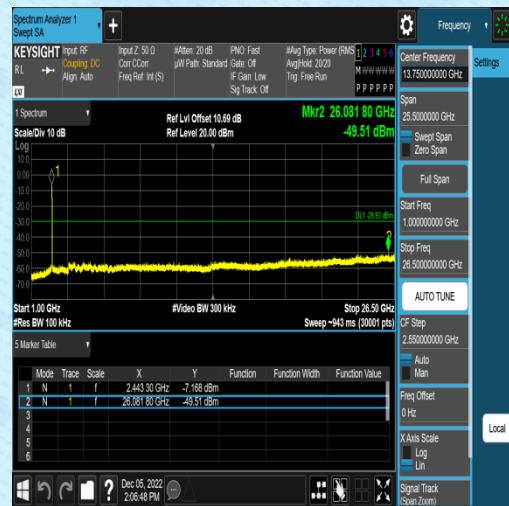 Spectrum Analyzer 1
Swept SA
+
Frequency
KEYSIGHT
Input: RF
Input Z: 50 Ω
#Atten: 20 dB
PNO: Fast
#Avg Type: Power (RMS
1 2 3 4 5 6
RL
Coupling: DC
Corr CCorr
µW Path: Standard
Gate: Off
Avg|Hold: 20/20
M W W W W W
Align: Auto
Freq Ref: Int (S)
IF Gain: Low
Trig: Free Run
Sig Track: Off
P P P P P P
LXI
Center Frequency
13.750000000 GHz
Settings
Span
25.5000000 GHz
Swept Span
Zero Span
Full Span
Start Freq
1.000000000 GHz
Stop Freq
26.500000000 GHz
AUTO TUNE
CF Step
2.550000000 GHz
Auto
Man
Freq Offset
0 Hz
X Axis Scale
Log
Lin
Signal Track
(Span Zoom)
Local
1 Spectrum
Scale/Div 10 dB
Ref Lvl Offset 10.69 dB
Ref Level 20.00 dBm
Mkr2 26.081 80 GHz
-49.51 dBm
Log
10.0
0.00
-10.0
-20.0
-30.0
-40.0
-50.0
-60.0
-70.0
1
DL1 -29.93 dBm
2
Start 1.00 GHz
#Video BW 300 kHz
Stop 26.50 GHz
#Res BW 100 kHz
Sweep ~943 ms (30001 pts)
5 Marker Table
Mode Trace Scale X Y Function Function Width Function Value
1 N 1 f 2.443 30 GHz -7.168 dBm
2 N 1 f 26.081 80 GHz -49.51 dBm
3
4
5
6
?
Dec 05, 2022
2:06:48 PM